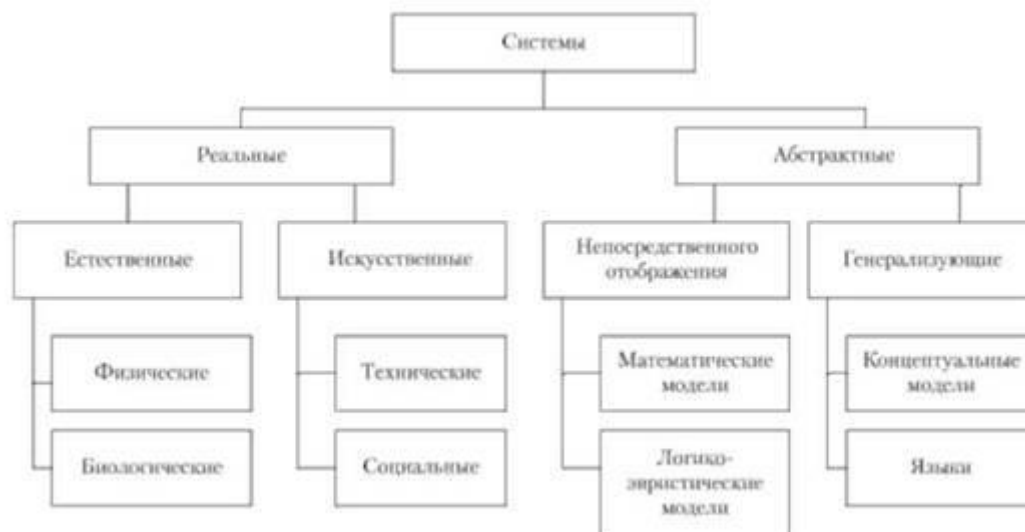 Системы
Реальные
Абстрактные
Естественные
Искусственные
Непосредственного
отображения
Генерализующие
Физические
Технические
Математические
модели
Концептуальные
модели
Биологические
Социальные
Логико-
эвристические
модели
Языки